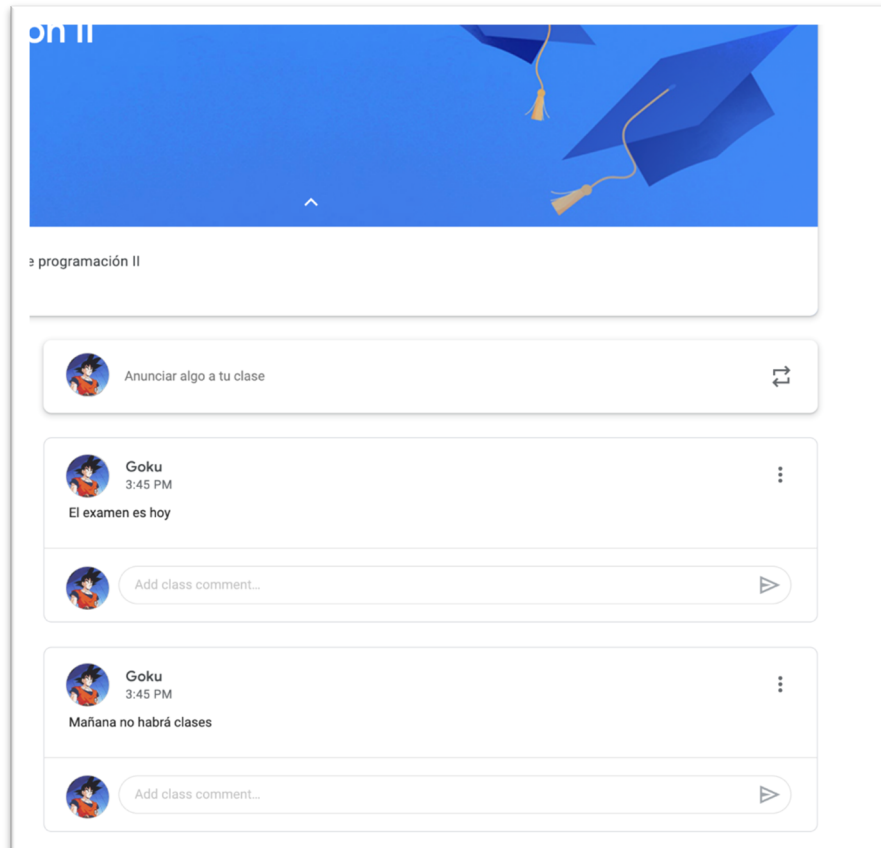 ón II
e programación II
Anunciar algo a tu clase
Goku
3:45 PM
El examen es hoy
Add class comment...
Goku
3:45 PM
Mañana no habrá clases
Add class comment...